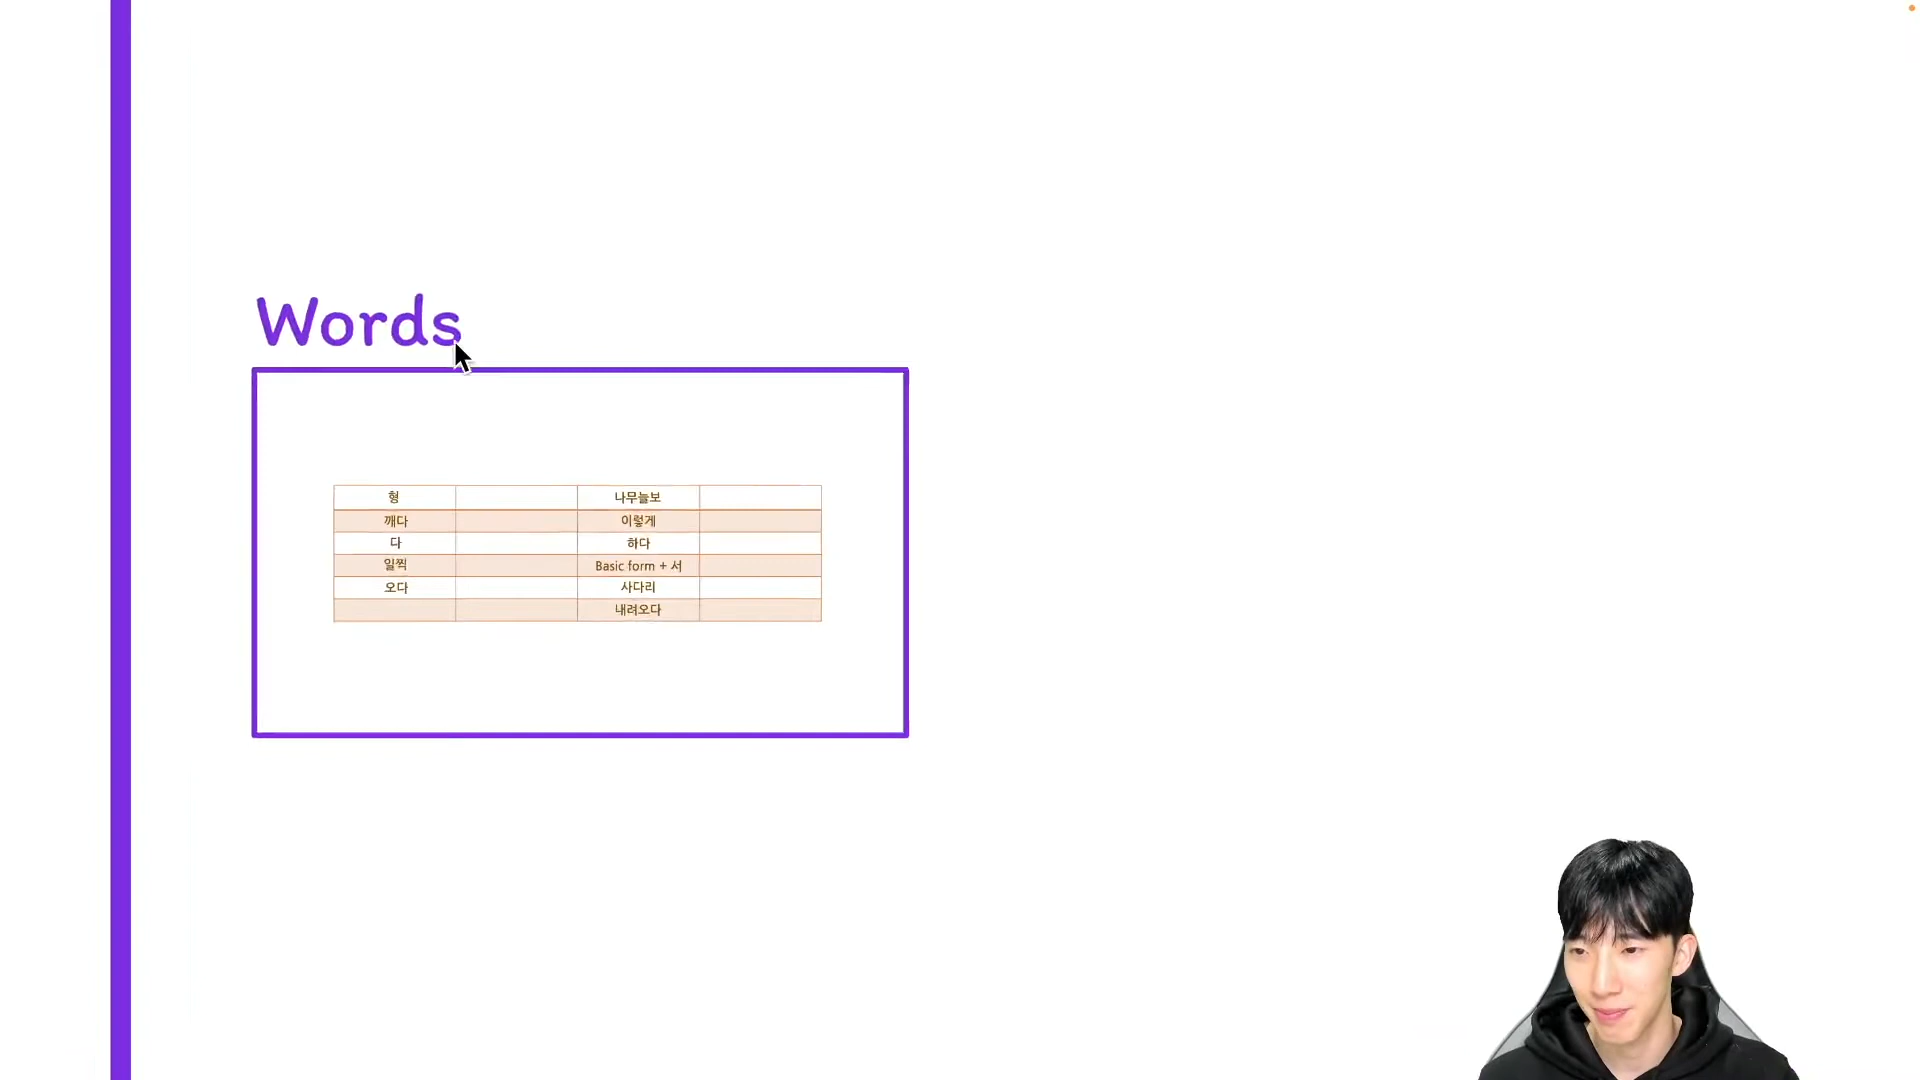 Words
형 나무늘보
깨다 이렇게
다 하다
일찍 Basic form + 서
오다 사다리
내려오다